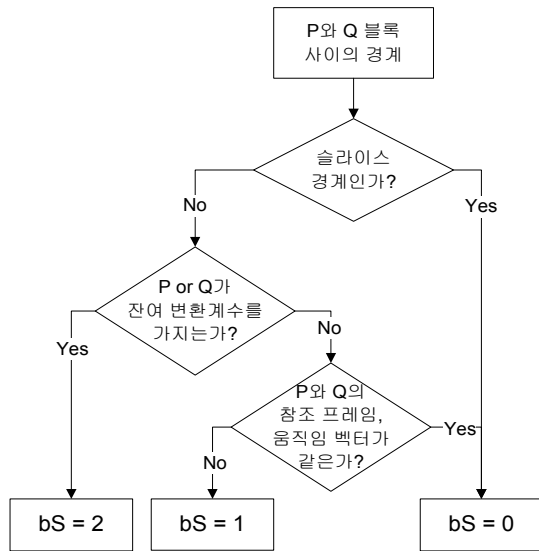 P와 Q 블록
사이의 경계
슬라이스
경계인가?
No
Yes
P or Q가
잔여 변환계수를
가지는가?
Yes
No
P와 Q의
참조 프레임,
움직임 벡터가
같은가?
Yes
No
bS = 2
bS = 1
bS = 0